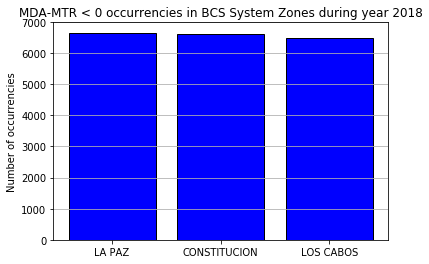 MDA-MTR < 0 occurrencies in BCS System Zones during year 2018
7000
6000
5000
4000
3000
2000
1000
0
Number of occurrencies
LA PAZ
CONSTITUCION
LOS CABOS